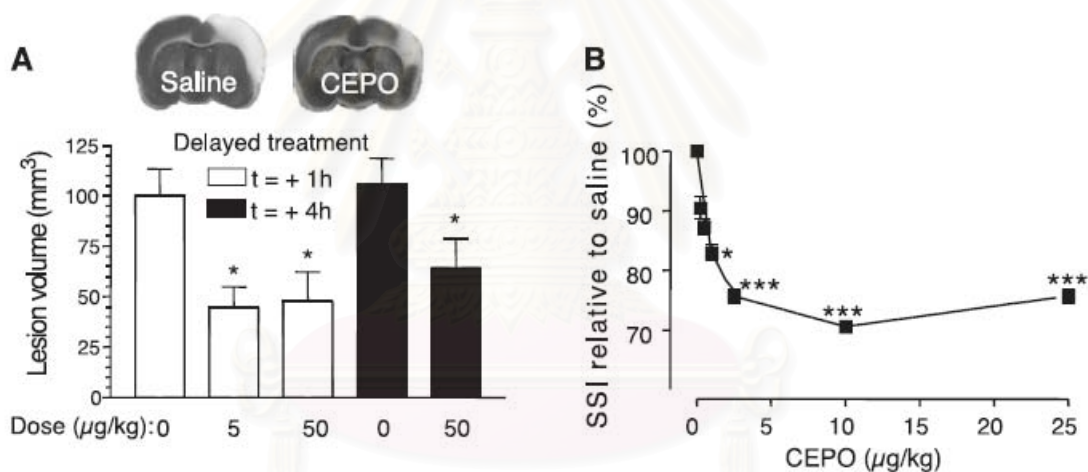 A
Saline
CEPO
Delayed treatment
t = + 1h
t = + 4h
Lesion volume (mm³)
125
100
75
50
25
0
*
*
*
Dose (µg/kg): 0 5 50 0 50
B
SSI relative to saline (%)
100
90
80
70
*
***
***
***
0 5 10 15 20 25
CEPO (µg/kg)